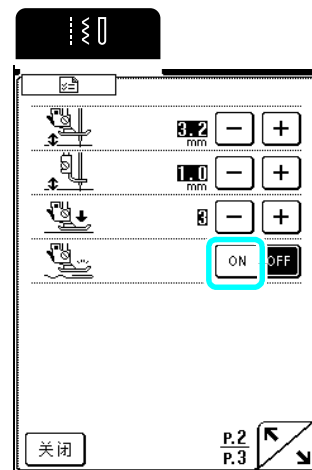 3.2 - +
mm
1.0 - +
mm
3 - +
ON OFF
关闭
P.2
P.3